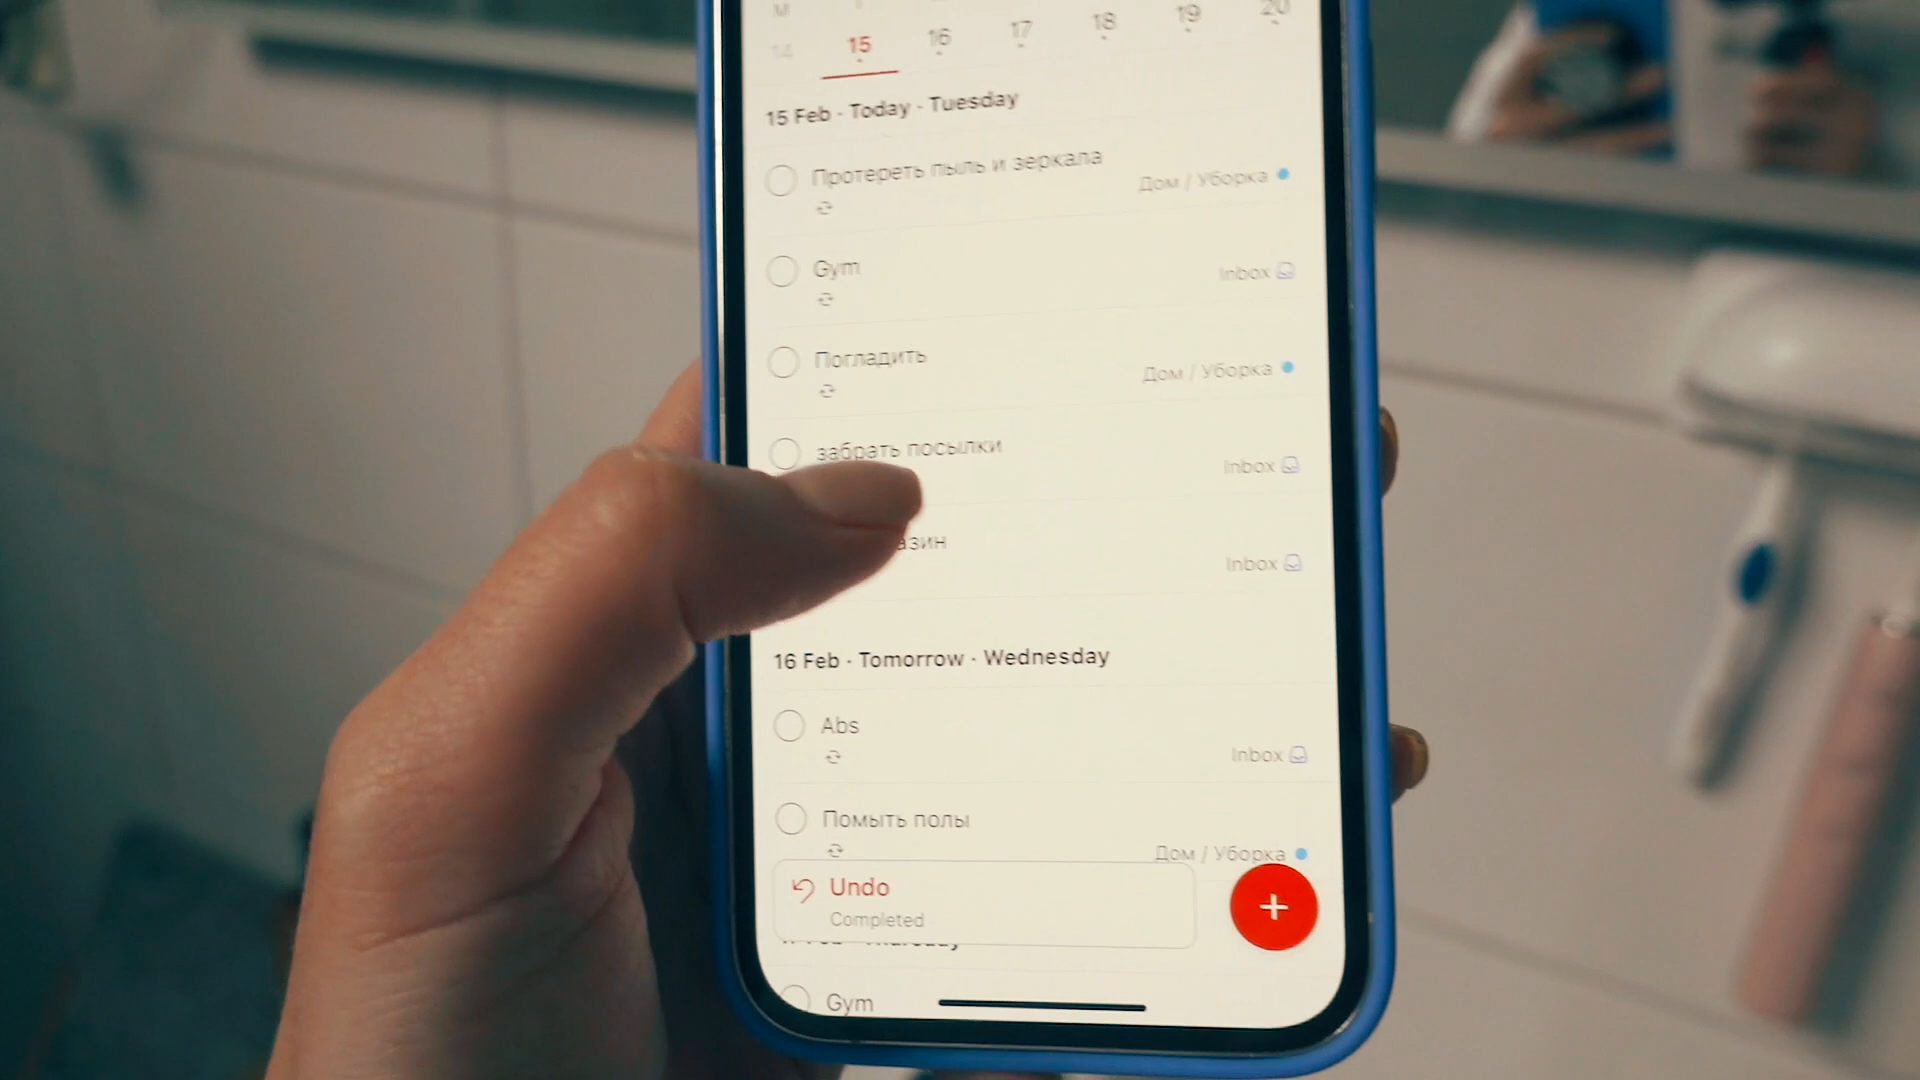 M
14 15 16 17 18 19 20
15 Feb · Today · Tuesday
Протереть пыль и зеркала
Дом / Уборка
Gym
Inbox
Погладить
Дом / Уборка
забрать посылки
Inbox
азин
Inbox
16 Feb · Tomorrow · Wednesday
Abs
Inbox
Помыть полы
Дом / Уборка
Undo
Completed
Gym